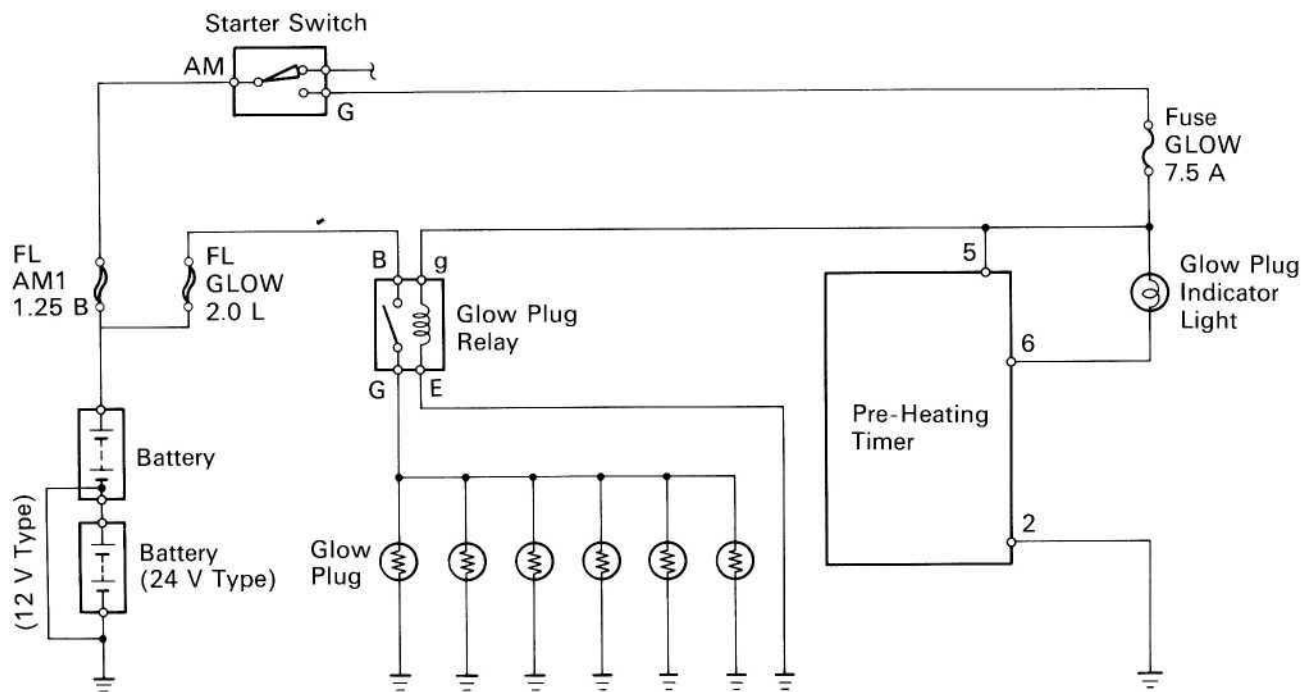 Starter Switch
AM
G
Fuse
GLOW
7.5 A
FL
AM1
1.25 B
FL
GLOW
2.0 L
B
g
Glow Plug
Relay
G
E
5
Glow Plug
Indicator
Light
6
Pre-Heating
Timer
2
Battery
(12 V Type)
Battery
(24 V Type)
Glow
Plug